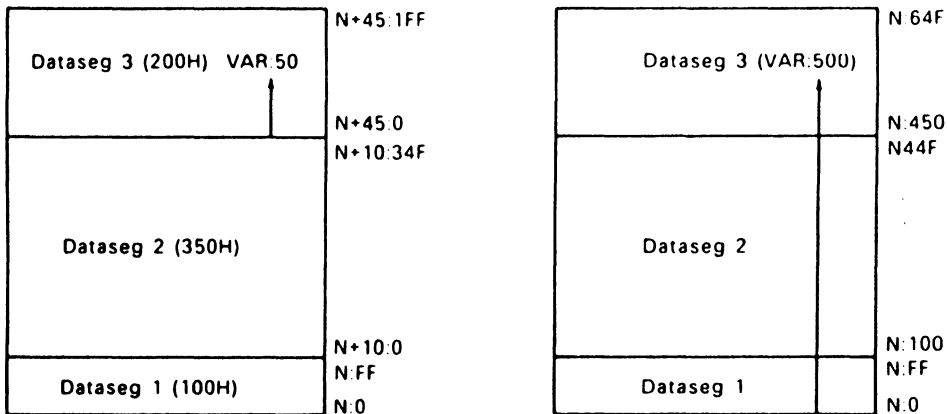 N+45:1FF
Dataseg 3 (200H) VAR:50
N+45:0
N+10:34F
Dataseg 2 (350H)
N+10:0
N:FF
Dataseg 1 (100H)
N:0
N:64F
Dataseg 3 (VAR:500)
N:450
N44F
Dataseg 2
N:100
N:FF
Dataseg 1
N:0